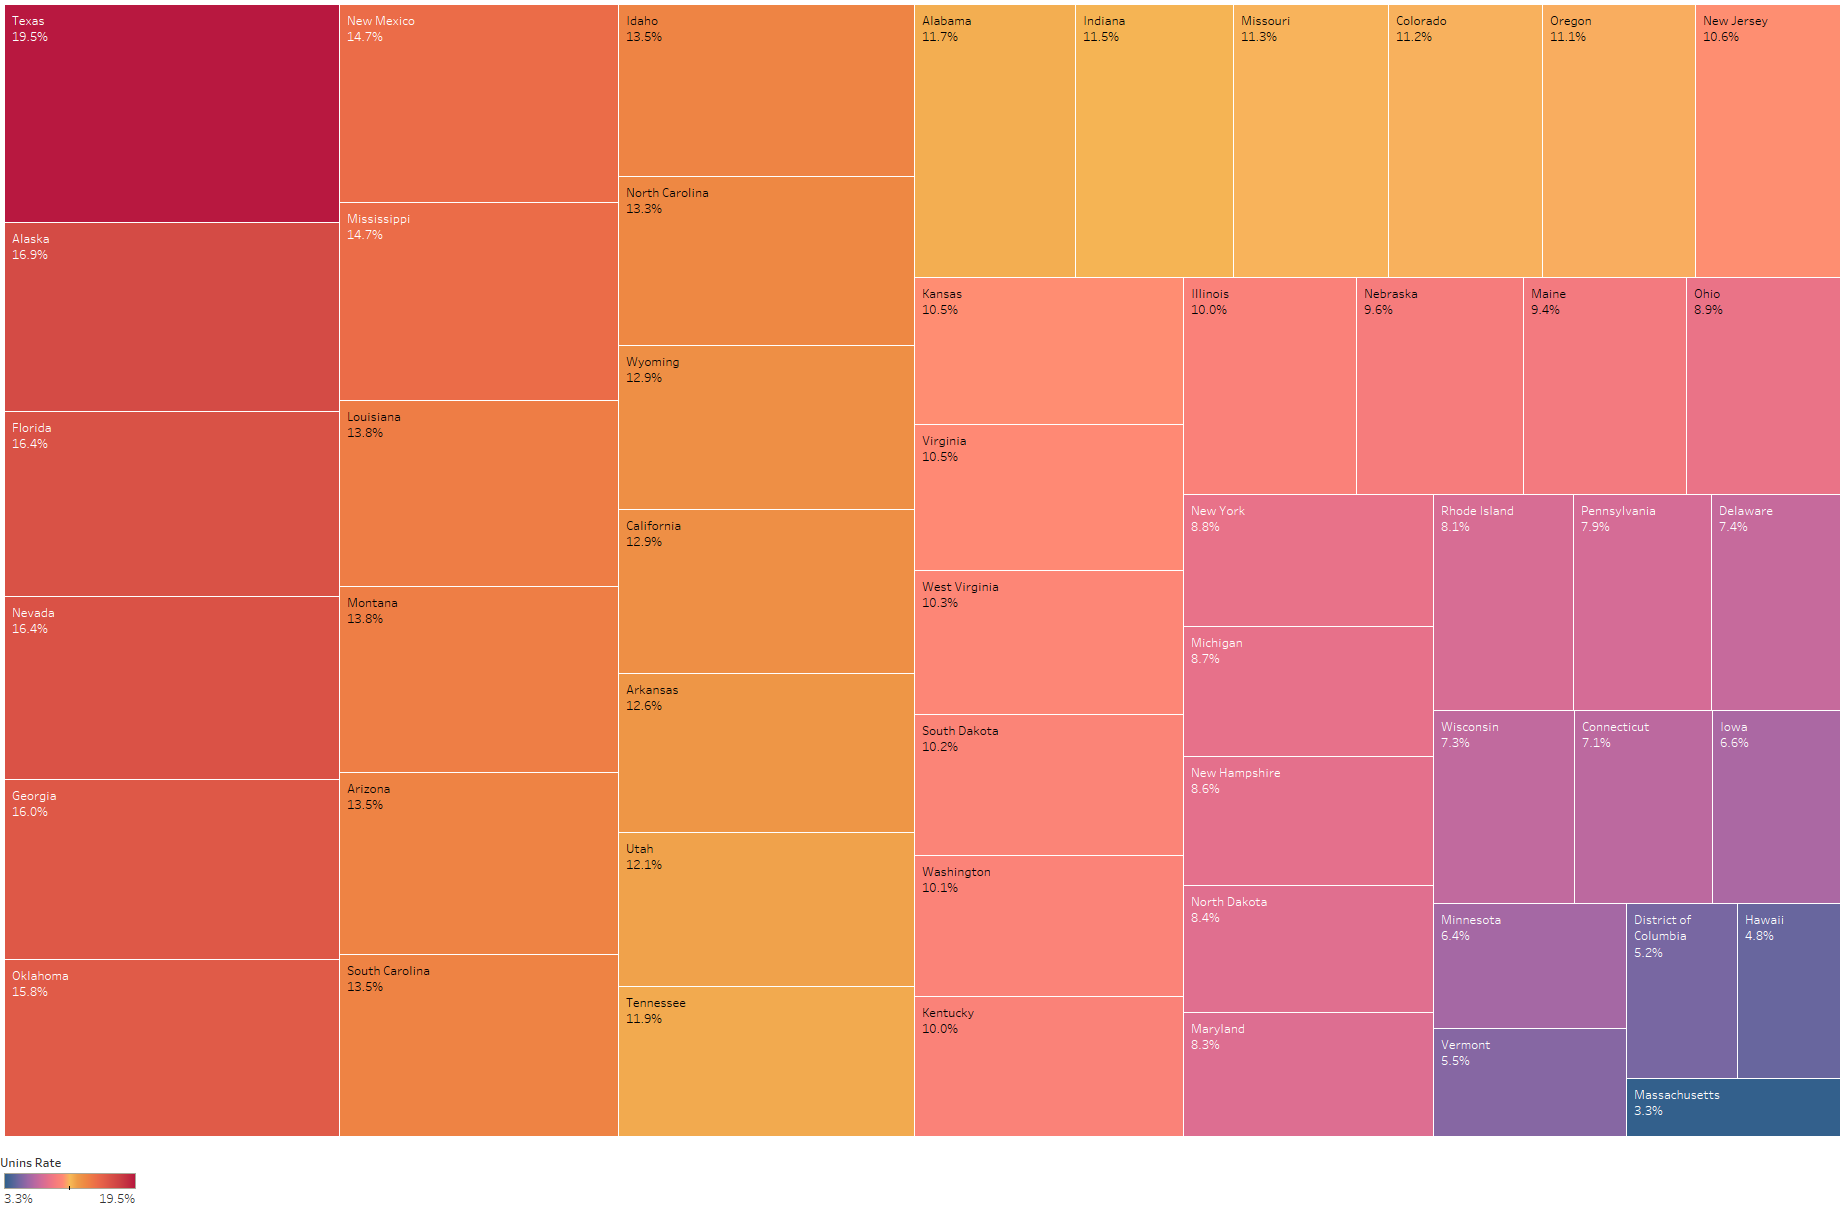 Texas
19.5%
Alaska
16.9%
Florida
16.4%
Nevada
16.4%
Georgia
16.0%
Oklahoma
15.8%
New Mexico
14.7%
Mississippi
14.7%
Louisiana
13.8%
Montana
13.8%
Arizona
13.5%
South Carolina
13.5%
Idaho
13.5%
North Carolina
13.3%
Wyoming
12.9%
California
12.9%
Arkansas
12.6%
Utah
12.1%
Tennessee
11.9%
Alabama
11.7%
Indiana
11.5%
Missouri
11.3%
Colorado
11.2%
Oregon
11.1%
New Jersey
10.6%
Kansas
10.5%
Virginia
10.5%
West Virginia
10.3%
South Dakota
10.2%
Washington
10.1%
Kentucky
10.0%
Illinois
10.0%
Nebraska
9.6%
Maine
9.4%
Ohio
8.9%
New York
8.8%
Michigan
8.7%
New Hampshire
8.6%
North Dakota
8.4%
Maryland
8.3%
Rhode Island
8.1%
Pennsylvania
7.9%
Delaware
7.4%
Wisconsin
7.3%
Connecticut
7.1%
Iowa
6.6%
Minnesota
6.4%
Vermont
5.5%
District of
Columbia
5.2%
Hawaii
4.8%
Massachusetts
3.3%
Unins Rate
3.3% 19.5%